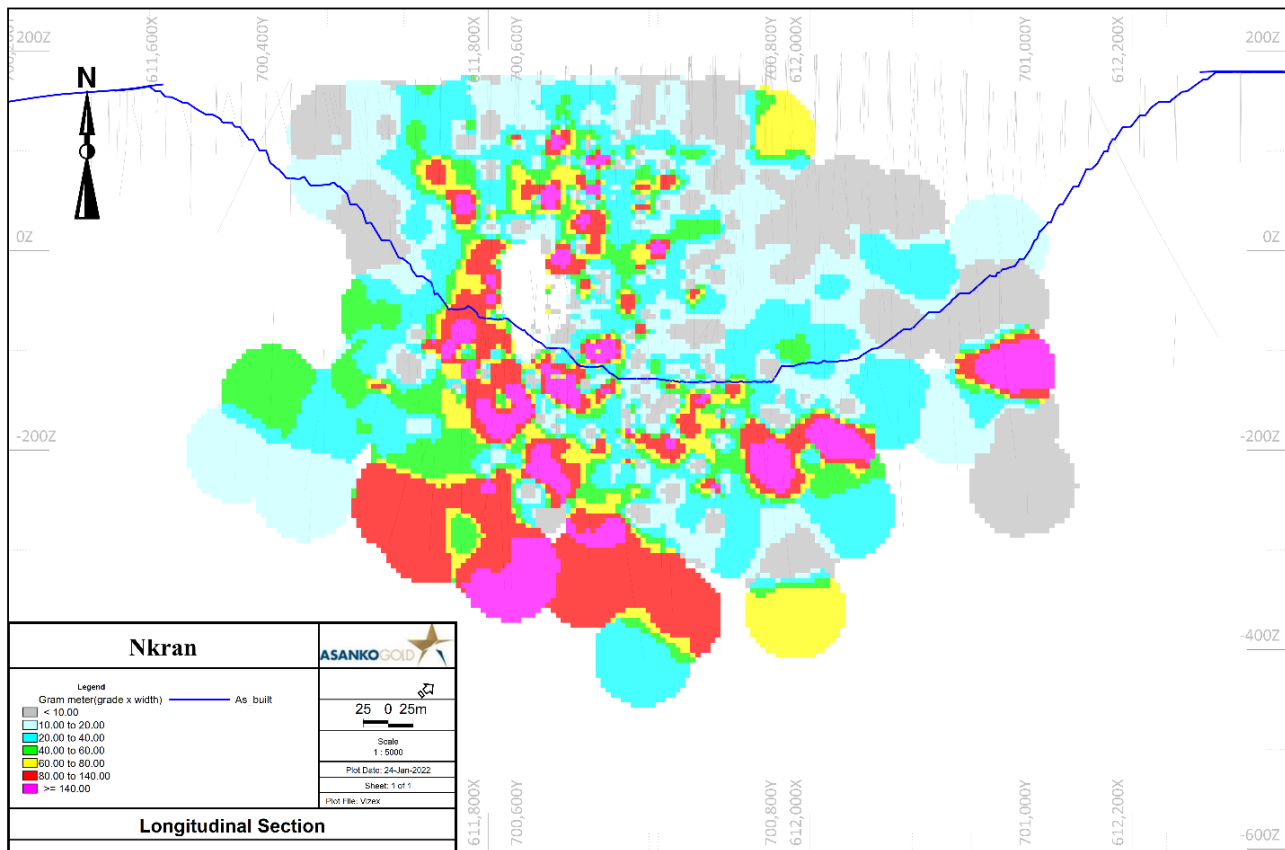 200Z
611,600X
700,400Y
611,800X
700,600Y
700,800Y
612,000X
701,000Y
612,200X
200Z
N
0Z
0Z
-200Z
-200Z
-400Z
-600Z
611,800X
700,600Y
700,800Y
612,000X
701,000Y
612,200X
Nkran
Legend
Gram meter(grade x width)
As_built
< 10.00
10.00 to 20.00
20.00 to 40.00
40.00 to 60.00
60.00 to 80.00
80.00 to 140.00
>= 140.00
ASANKOGOLD
25 0 25m
Scale
1 : 5000
Plot Date: 24-Jan-2022
Sheet: 1 of 1
Plot File: Vizex
Longitudinal Section